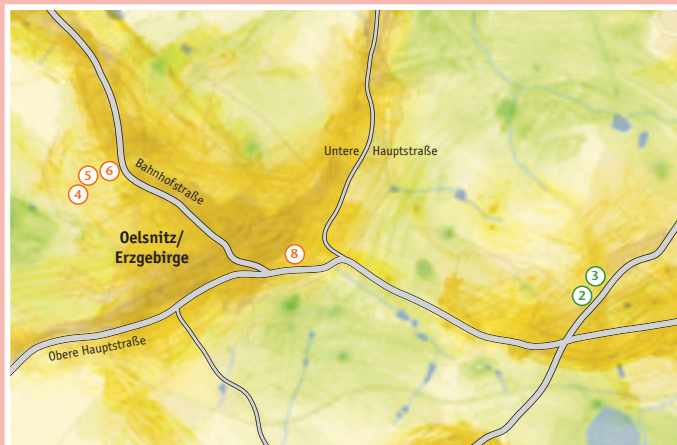 Untere Hauptstraße
Bahnhofstraße
5
6
4
Oelsnitz/
Erzgebirge
8
3
2
Obere Hauptstraße